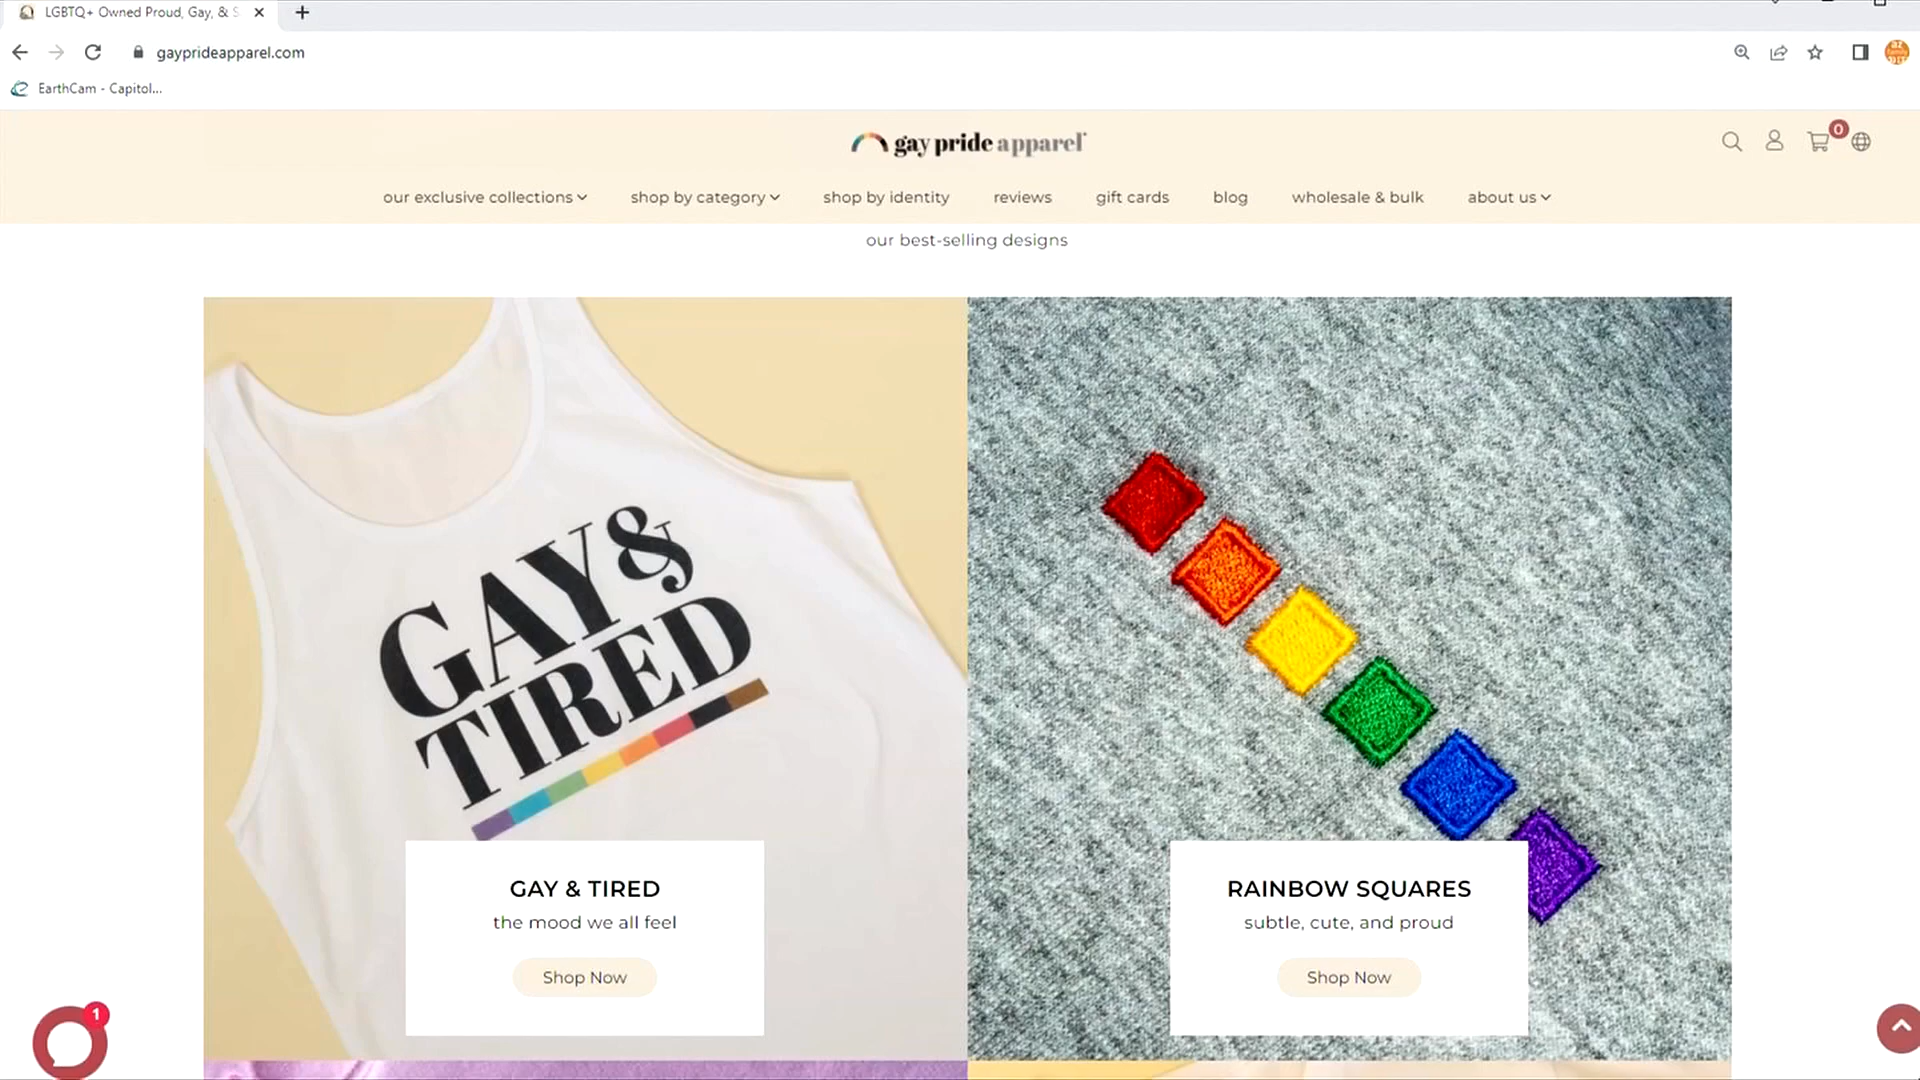 LGBTQ+ Owned Proud, Gay, & S
gayprideapparel.com
EarthCam - Capitol...
gay pride apparel
0
our exclusive collections
shop by category
shop by identity
reviews
gift cards
blog
wholesale & bulk
about us
our best-selling designs
GAY &
TIRED
GAY & TIRED
the mood we all feel
Shop Now
RAINBOW SQUARES
subtle, cute, and proud
Shop Now
1